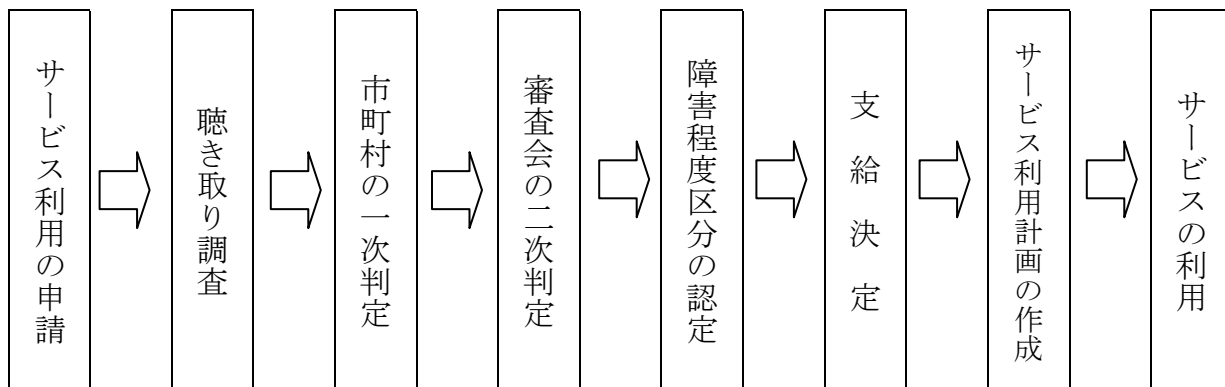 サービス利用の申請
聴き取り調査
市町村の一次判定
審査会の二次判定
障害程度区分の認定
支給決定
サービス利用計画の作成
サービスの利用